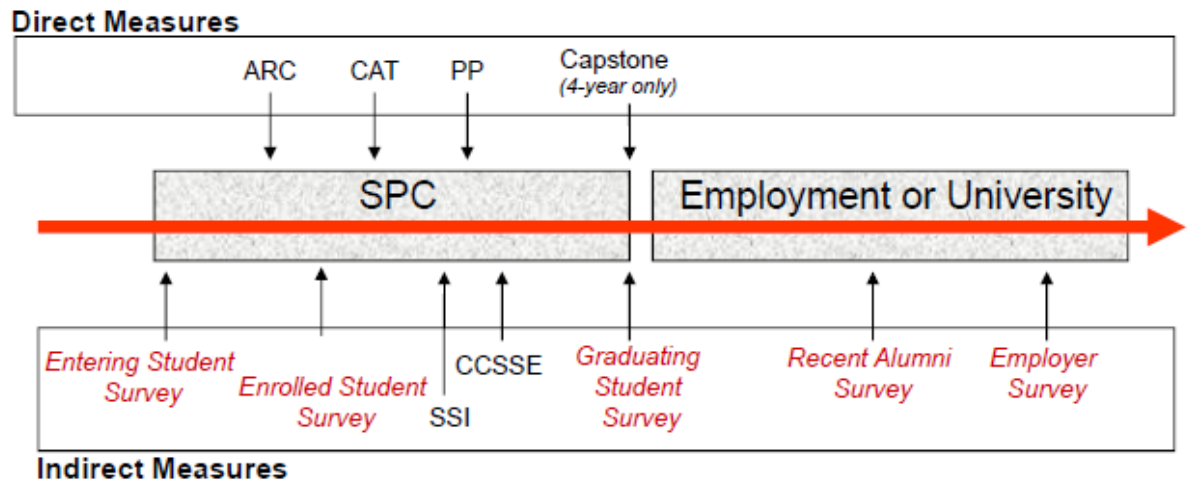 Direct Measures
ARC CAT PP Capstone
(4-year only)
SPC Employment or University
Entering Student
Survey
Enrolled Student
Survey
SSI
CCSSE
Graduating
Student
Survey
Recent Alumni
Survey
Employer
Survey
Indirect Measures